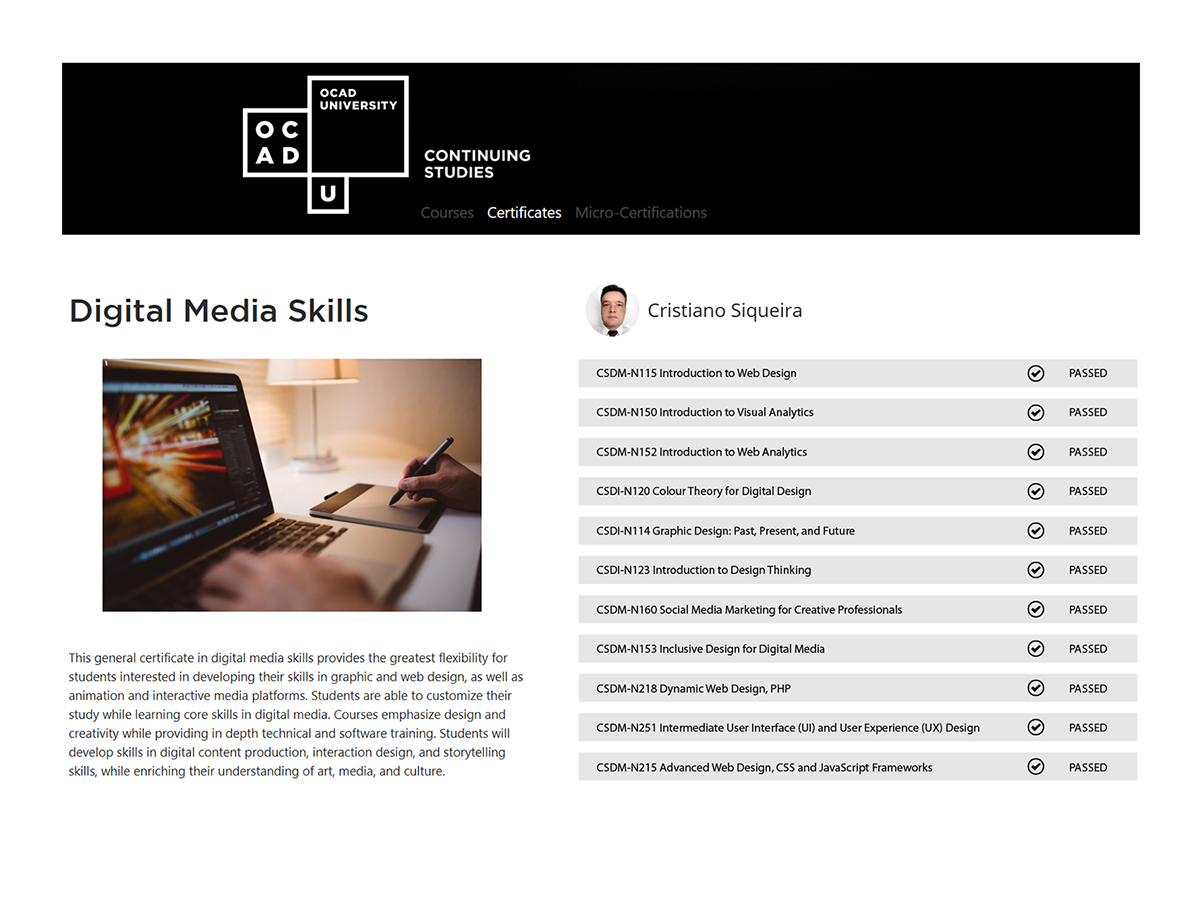 OCAD
UNIVERSITY
O C
A D
U
CONTINUING
STUDIES
Courses Certificates Micro-Certifications
Digital Media Skills
This general certificate in digital media skills provides the greatest flexibility for
students interested in developing their skills in graphic and web design, as well as
animation and interactive media platforms. Students are able to customize their
study while learning core skills in digital media. Courses emphasize design and
creativity while providing in depth technical and software training. Students will
develop skills in digital content production, interaction design, and storytelling
skills, while enriching their understanding of art, media, and culture.
Cristiano Siqueira
CSDM-N115 Introduction to Web Design PASSED
CSDM-N150 Introduction to Visual Analytics PASSED
CSDM-N152 Introduction to Web Analytics PASSED
CSDI-N120 Colour Theory for Digital Design PASSED
CSDI-N114 Graphic Design: Past, Present, and Future PASSED
CSDI-N123 Introduction to Design Thinking PASSED
CSDM-N160 Social Media Marketing for Creative Professionals PASSED
CSDM-N153 Inclusive Design for Digital Media PASSED
CSDM-N218 Dynamic Web Design, PHP PASSED
CSDM-N251 Intermediate User Interface (UI) and User Experience (UX) Design PASSED
CSDM-N215 Advanced Web Design, CSS and JavaScript Frameworks PASSED